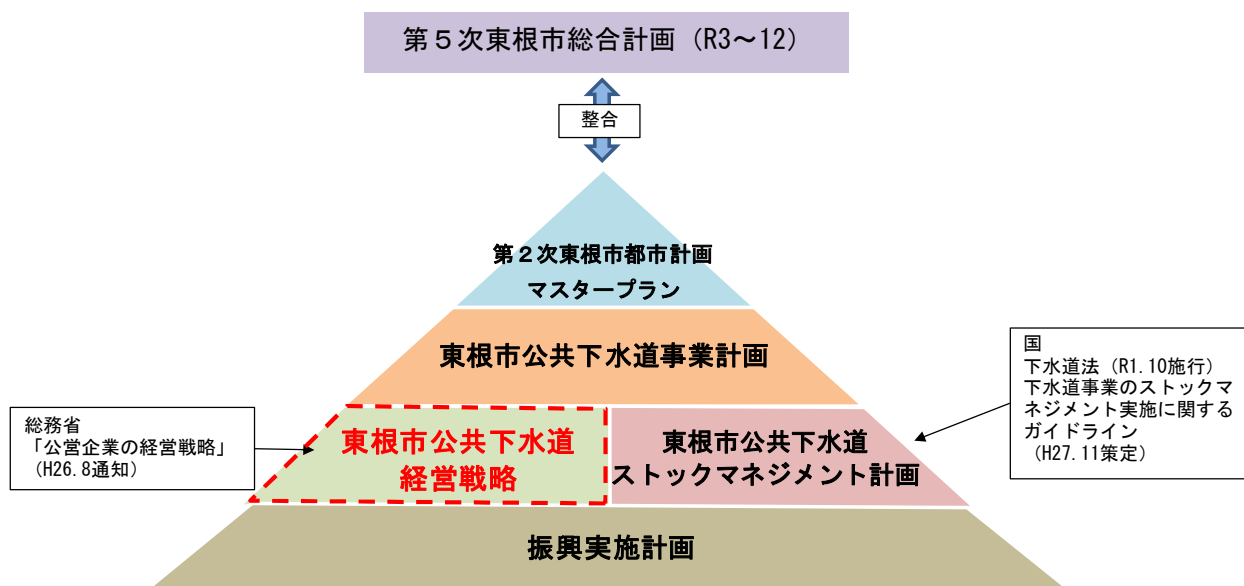 第５次東根市総合計画（R3～12）
整合
第２次東根市都市計画
マスタープラン
東根市公共下水道事業計画
総務省
「公営企業の経営戦略」
（H26.8通知）
東根市公共下水道
経営戦略
東根市公共下水道
ストックマネジメント計画
国
下水道法（R1.10施行）
下水道事業のストックマ
ネジメント実施に関する
ガイドライン
（H27.11策定）
振興実施計画